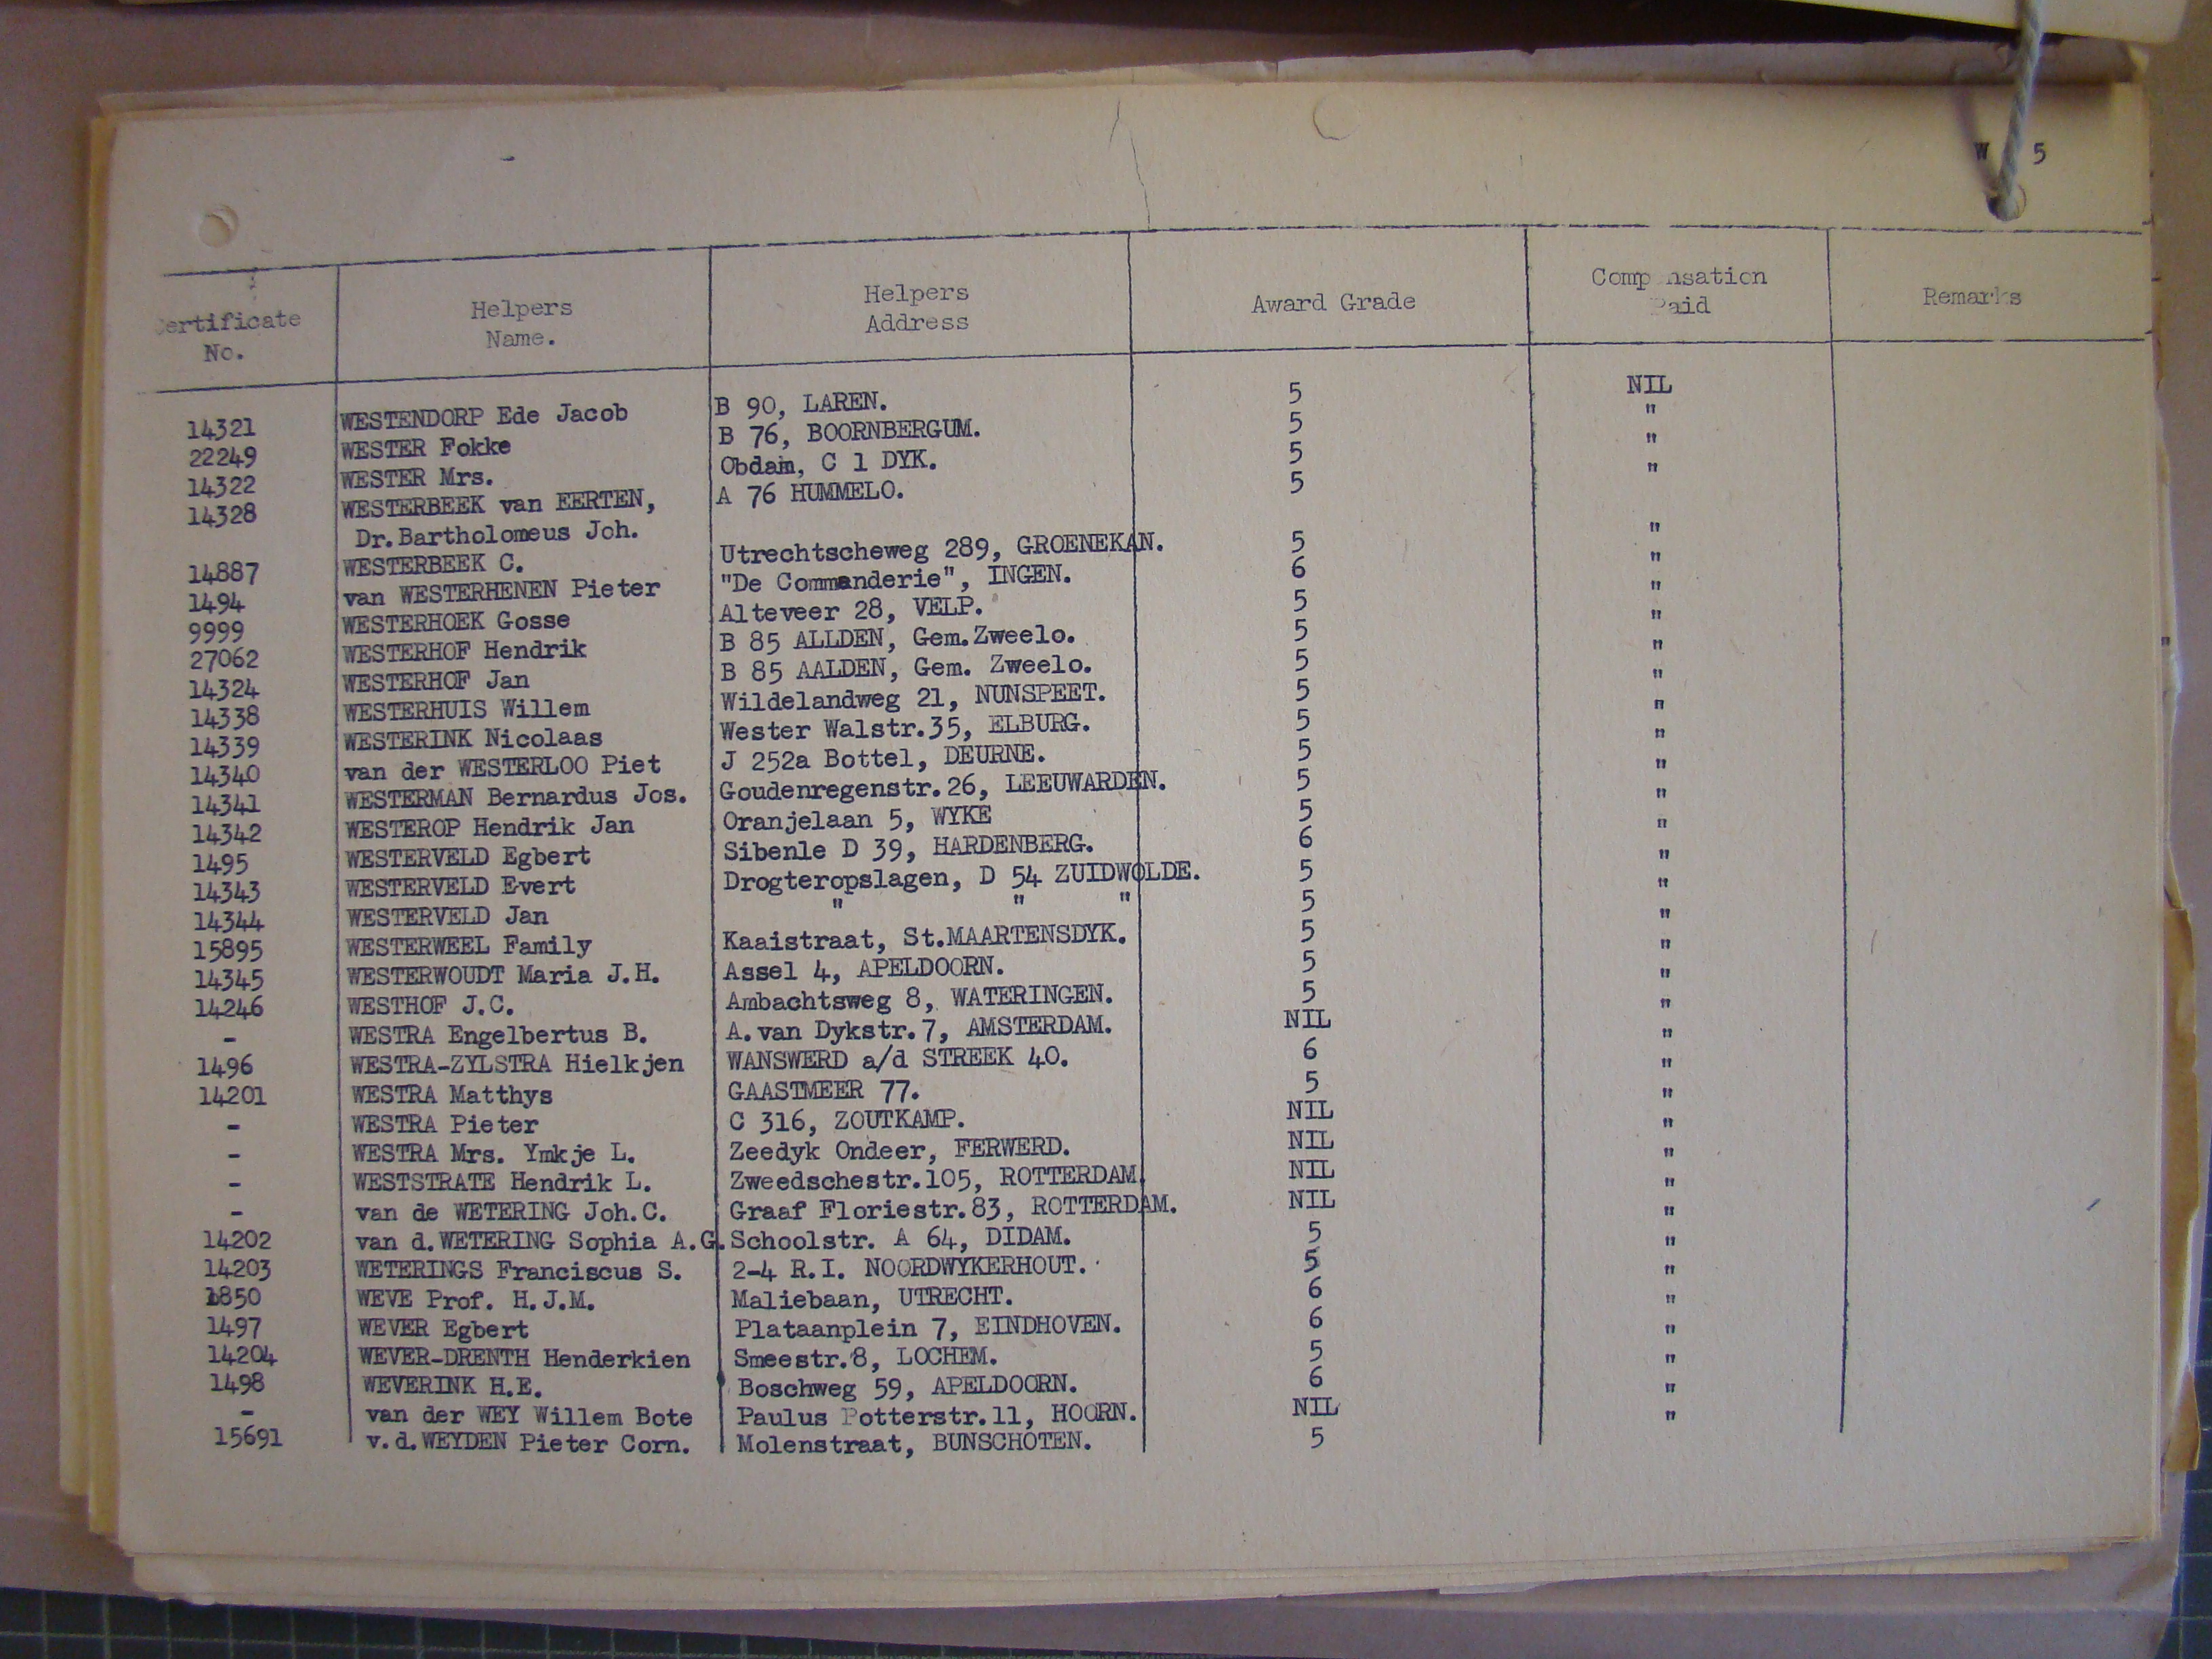 W 5
Certificate No. Helpers Name. Helpers Address Award Grade Comp nsation Paid Remarks
14321 WESTENDORP Ede Jacob B 90, LAREN. 5 NIL
22249 WESTER Fokke B 76, BOORNBERGUM. 5 "
14322 WESTER Mrs. Obdam, C 1 DYK. 5 "
14328 WESTERBEEK van EERTEN, A 76 HUMMELO. 5 "
Dr.Bartholomeus Joh.
14887 WESTERBEEK C. Utrechtscheweg 289, GROENEKAN. 5 "
1494 van WESTERHENEN Pieter "De Commanderie", INGEN. 6 "
9999 WESTERHOEK Gosse Alteveer 28, VELP. 5 "
27062 WESTERHOF Hendrik B 85 ALLDEN, Gem.Zweelo. 5 "
14324 WESTERHOF Jan B 85 AALDEN, Gem. Zweelo. 5 "
14338 WESTERHUIS Willem Wildelandweg 21, NUNSPEET. 5 "
14339 WESTERINK Nicolaas Wester Walstr.35, ELBURG. 5 "
14340 van der WESTERLOO Piet J 252a Bottel, DEURNE. 5 "
14341 WESTERMAN Bernardus Jos. Goudenregenstr.26, LEEUWARDEN. 5 "
14342 WESTEROP Hendrik Jan Oranjelaan 5, WYKE 5 "
1495 WESTERVELD Egbert Sibenle D 39, HARDENBERG. 6 "
14343 WESTERVELD Evert Drogteropslagen, D 54 ZUIDWOLDE. 5 "
14344 WESTERVELD Jan " " " 5 "
15895 WESTERWEEL Family Kaaistraat, St.MAARTENSDYK. 5 "
14345 WESTERWOUDT Maria J.H. Assel 4, APELDOORN. 5 "
14246 WESTHOF J.C. Ambachtsweg 8, WATERINGEN. 5 "
- WESTRA Engelbertus B. A.van Dykstr.7, AMSTERDAM. NIL "
1496 WESTRA-ZYLSTRA Hielkjen WANSWERD a/d STREEK 40. 6 "
14201 WESTRA Matthys GAASTMEER 77. 5 "
- WESTRA Pieter C 316, ZOUTKAMP. NIL "
- WESTRA Mrs. Ymkje L. Zeedyk Ondeer, FERWERD. NIL "
- WESTSTRATE Hendrik L. Zweedschestr.105, ROTTERDAM. NIL "
- van de WETERING Joh.C. Graaf Floriestr.83, ROTTERDAM. NIL "
14202 van d.WETERING Sophia A.G. Schoolstr. A 64, DIDAM. 5 "
14203 WETERINGS Franciscus S. 2-4 R.I. NOORDWYKERHOUT. 5 "
1850 WEVE Prof. H.J.M. Maliebaan, UTRECHT. 6 "
1497 WEVER Egbert Plataanplein 7, EINDHOVEN. 6 "
14204 WEVER-DRENTH Henderkien Smeestr.8, LOCHEM. 5 "
1498 WEVERINK H.E. Boschweg 59, APELDOORN. 6 "
- van der WEY Willem Bote Paulus Potterstr.11, HOORN. NIL "
15691 v.d.WEYDEN Pieter Corn. Molenstraat, BUNSCHOTEN. 5 "